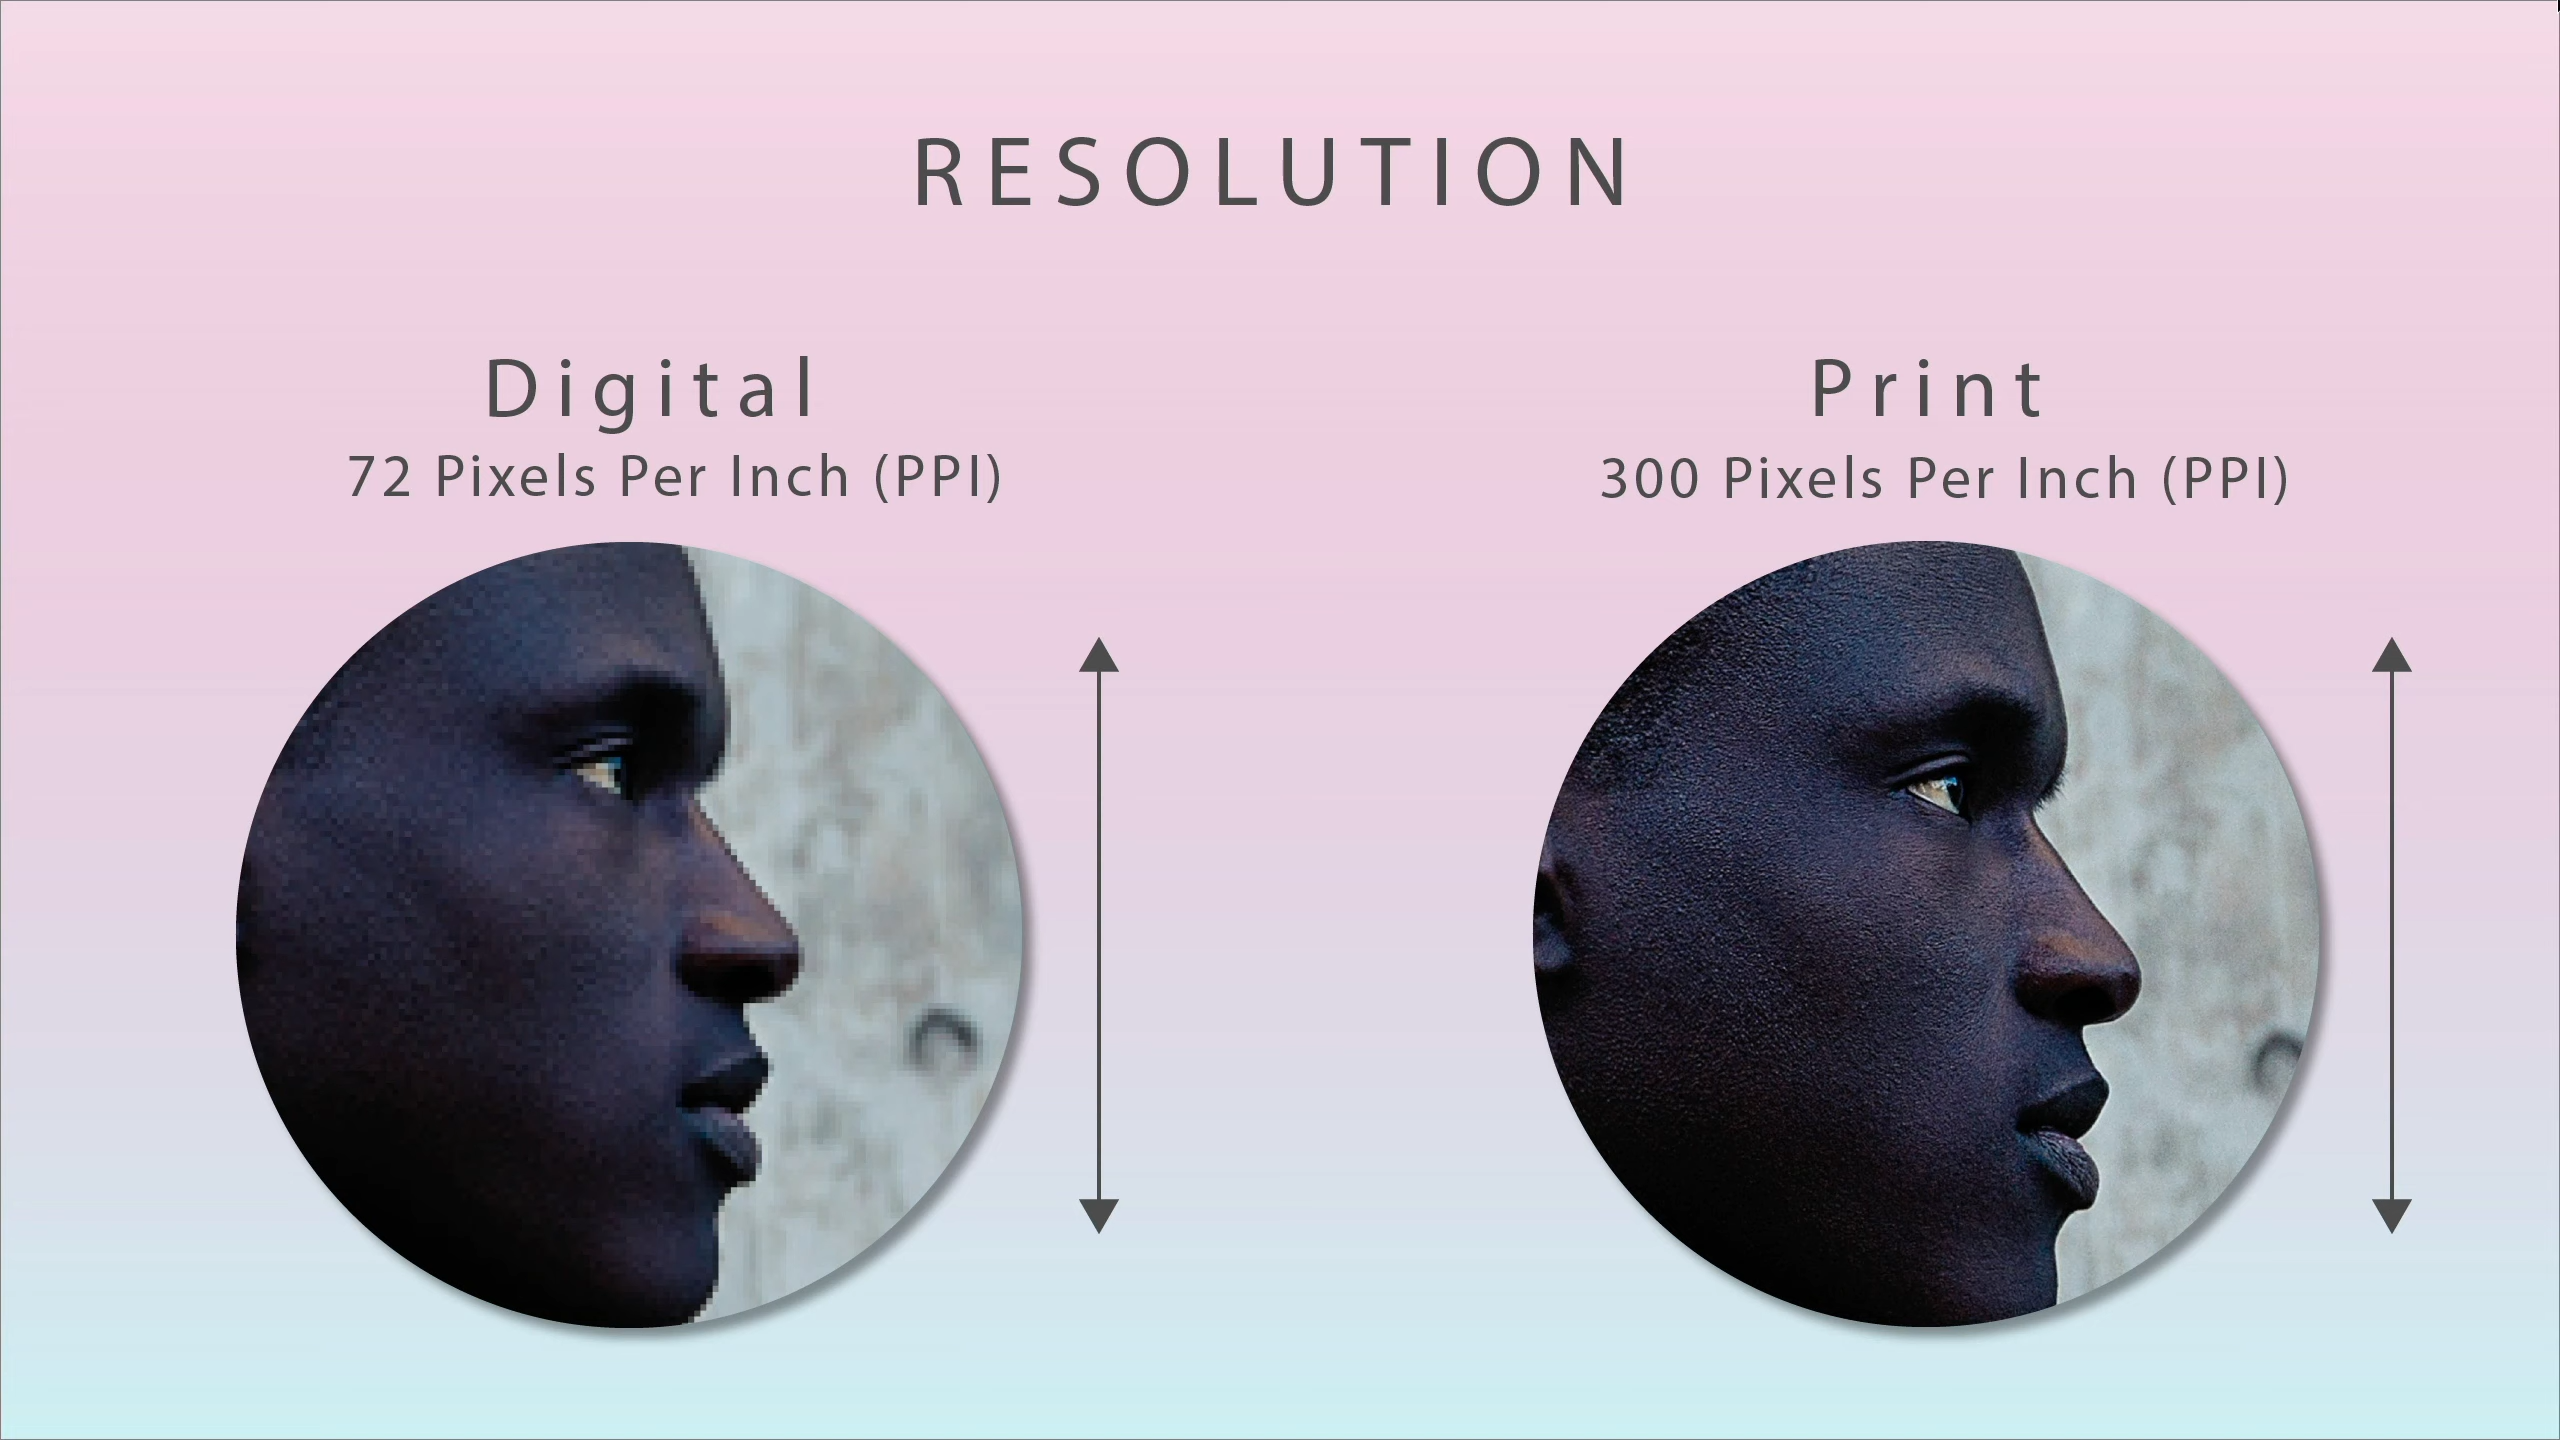 RESOLUTION
Digital
72 Pixels Per Inch (PPI)
Print
300 Pixels Per Inch (PPI)